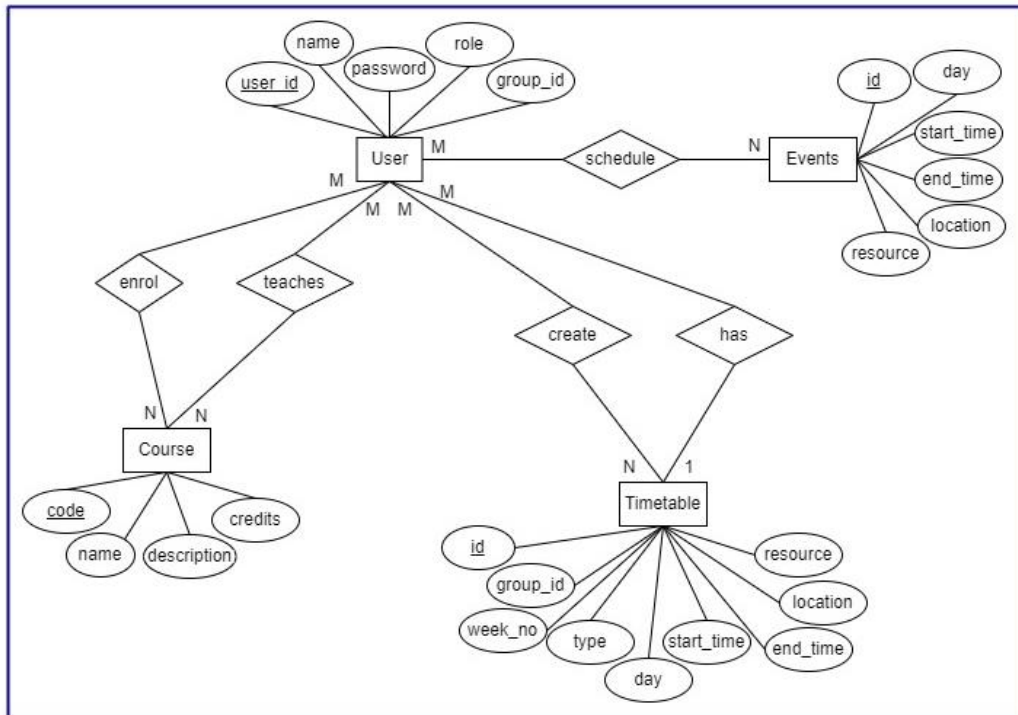 name
role
password
user_id
group_id
id
day
start_time
end_time
location
resource
User
M
schedule
N
Events
M
M
M
M
enrol
teaches
create
has
N
N
Course
code
name
description
credits
N
1
Timetable
id
group_id
week_no
type
day
start_time
end_time
location
resource